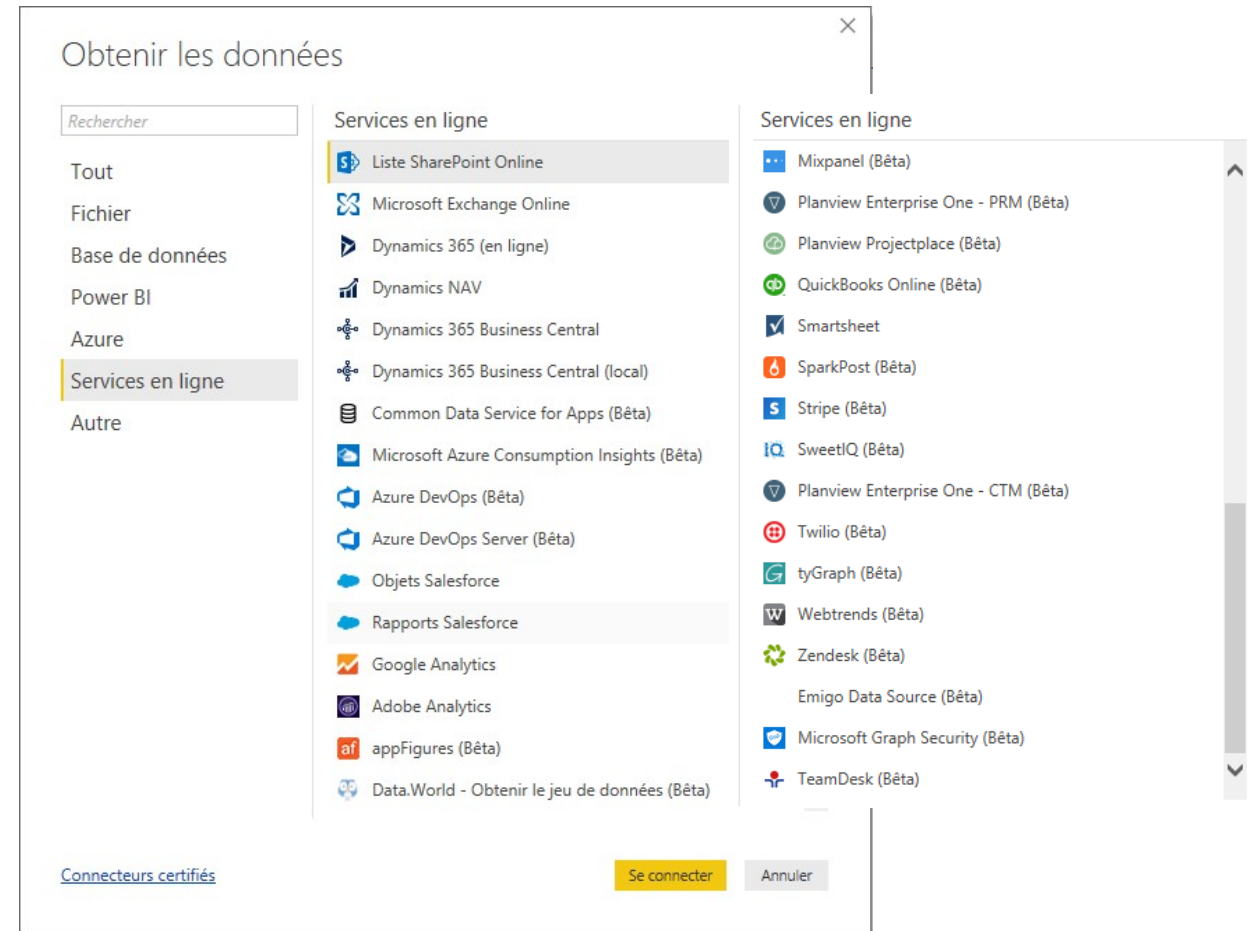 Obtenir les données
Rechercher
Tout
Fichier
Base de données
Power BI
Azure
Services en ligne
Autre
Services en ligne
Liste SharePoint Online
Microsoft Exchange Online
Dynamics 365 (en ligne)
Dynamics NAV
Dynamics 365 Business Central
Dynamics 365 Business Central (local)
Common Data Service for Apps (Bêta)
Microsoft Azure Consumption Insights (Bêta)
Azure DevOps (Bêta)
Azure DevOps Server (Bêta)
Objets Salesforce
Rapports Salesforce
Google Analytics
Adobe Analytics
af appFigures (Bêta)
Data.World - Obtenir le jeu de données (Bêta)
Services en ligne
Mixpanel (Bêta)
Planview Enterprise One - PRM (Bêta)
Planview Projectplace (Bêta)
QuickBooks Online (Bêta)
Smartsheet
SparkPost (Bêta)
Stripe (Bêta)
SweetIQ (Bêta)
Planview Enterprise One - CTM (Bêta)
Twilio (Bêta)
tyGraph (Bêta)
Webtrends (Bêta)
Zendesk (Bêta)
Emigo Data Source (Bêta)
Microsoft Graph Security (Bêta)
TeamDesk (Bêta)
Connecteurs certifiés
Se connecter
Annuler